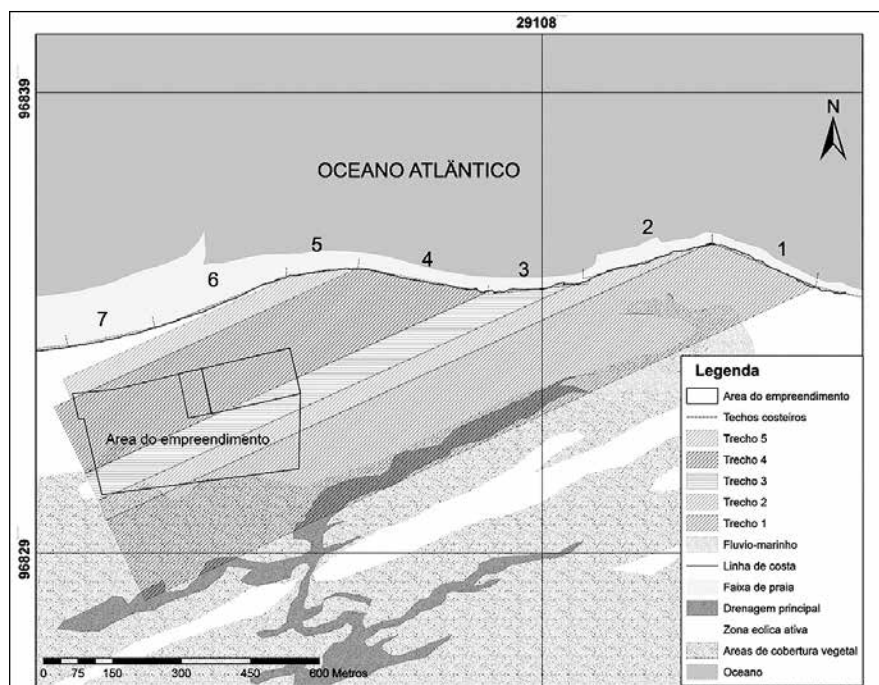 29108
96839
N
OCEANO ATLÄNTICO
2
5
1
4
3
6
7
Legenda
Area do empreendimento
Techos costeiros
Trecho 5
Trecho 4
Trecho 3
Trecho 2
Trecho 1
Fluvio-marinho
Linha de costa
Faixa de praia
Drenagem principal
Zona eolica ativa
Areas de cobertura vegetal
Oceano
Area do empreendimento
96829
0 75 150 300 450 600 Metros